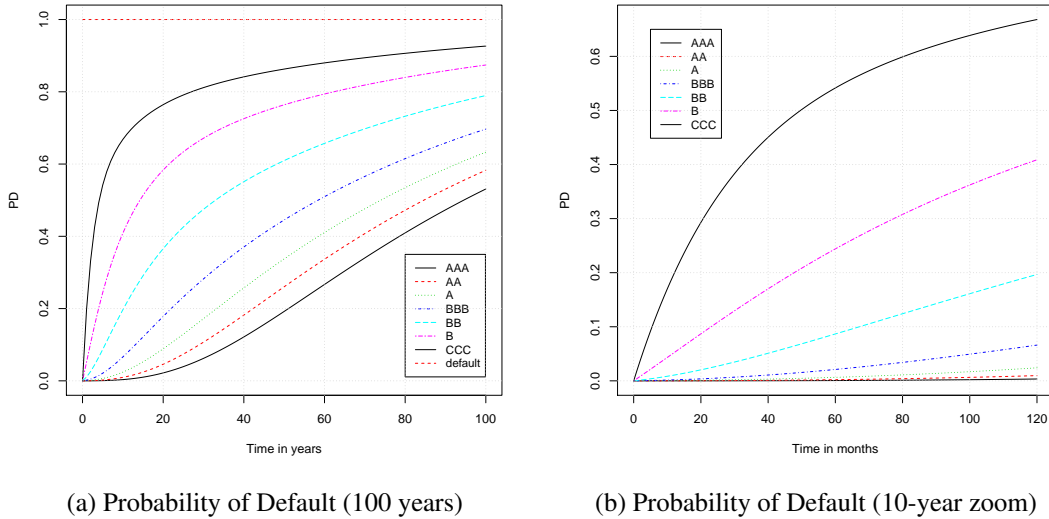 PD
0.0
0.2
0.4
0.6
0.8
1.0
AAA
AA
A
BBB
BB
B
CCC
default
0 20 40 60 80 100
Time in years
(a) Probability of Default (100 years)
PD
0.0
0.1
0.2
0.3
0.4
0.5
0.6
AAA
AA
A
BBB
BB
B
CCC
0 20 40 60 80 100 120
Time in months
(b) Probability of Default (10-year zoom)